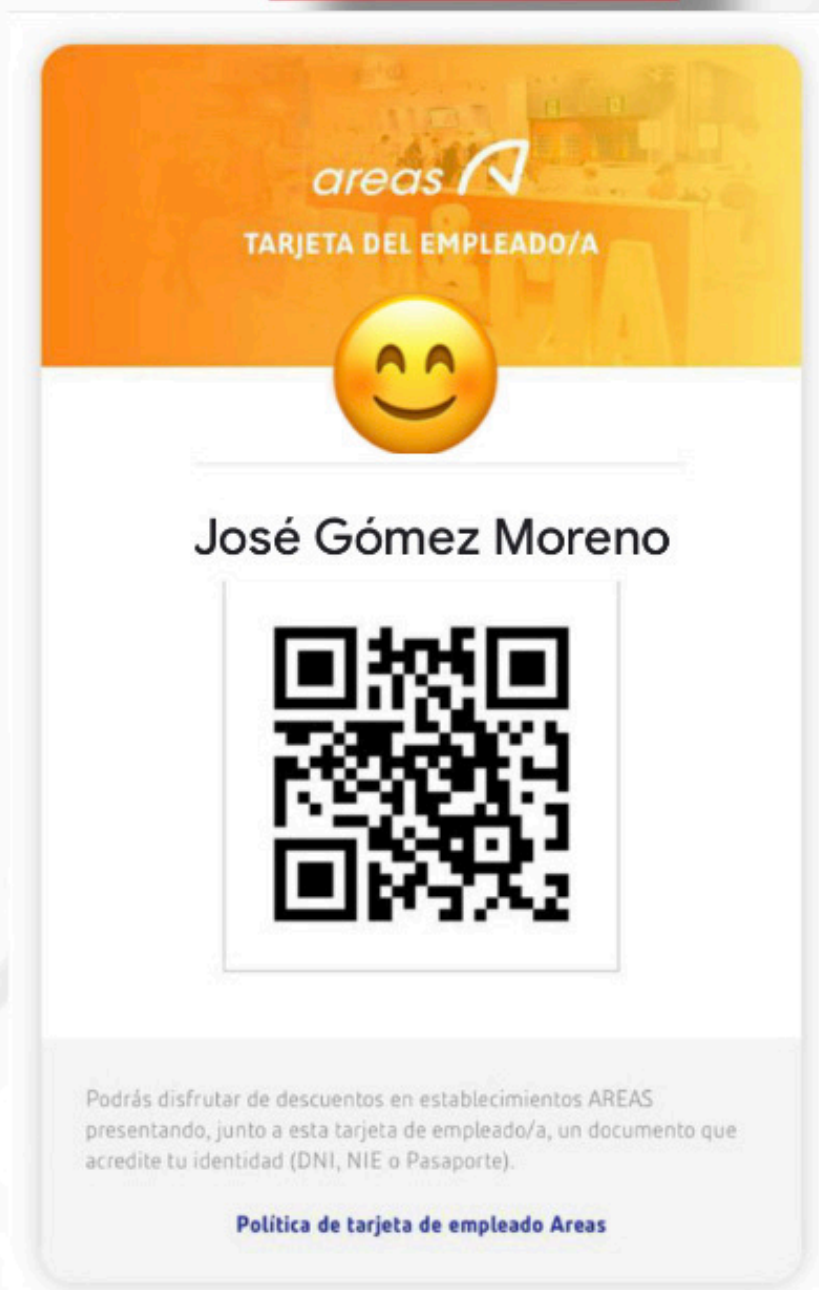 areas
TARJETA DEL EMPLEADO/A
José Gómez Moreno
Podrás disfrutar de descuentos en establecimientos AREAS
presentando, junto a esta tarjeta de empleado/a, un documento que
acredite tu identidad (DNI, NIE o Pasaporte).
Política de tarjeta de empleado Areas